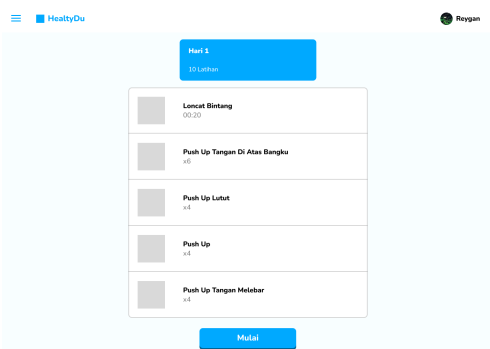 HealtyDu
Reygan
Hari 1
10 Latihan
Loncat Bintang
00:20
Push Up Tangan Di Atas Bangku
x6
Push Up Lutut
x4
Push Up
x4
Push Up Tangan Melebar
x4
Mulai